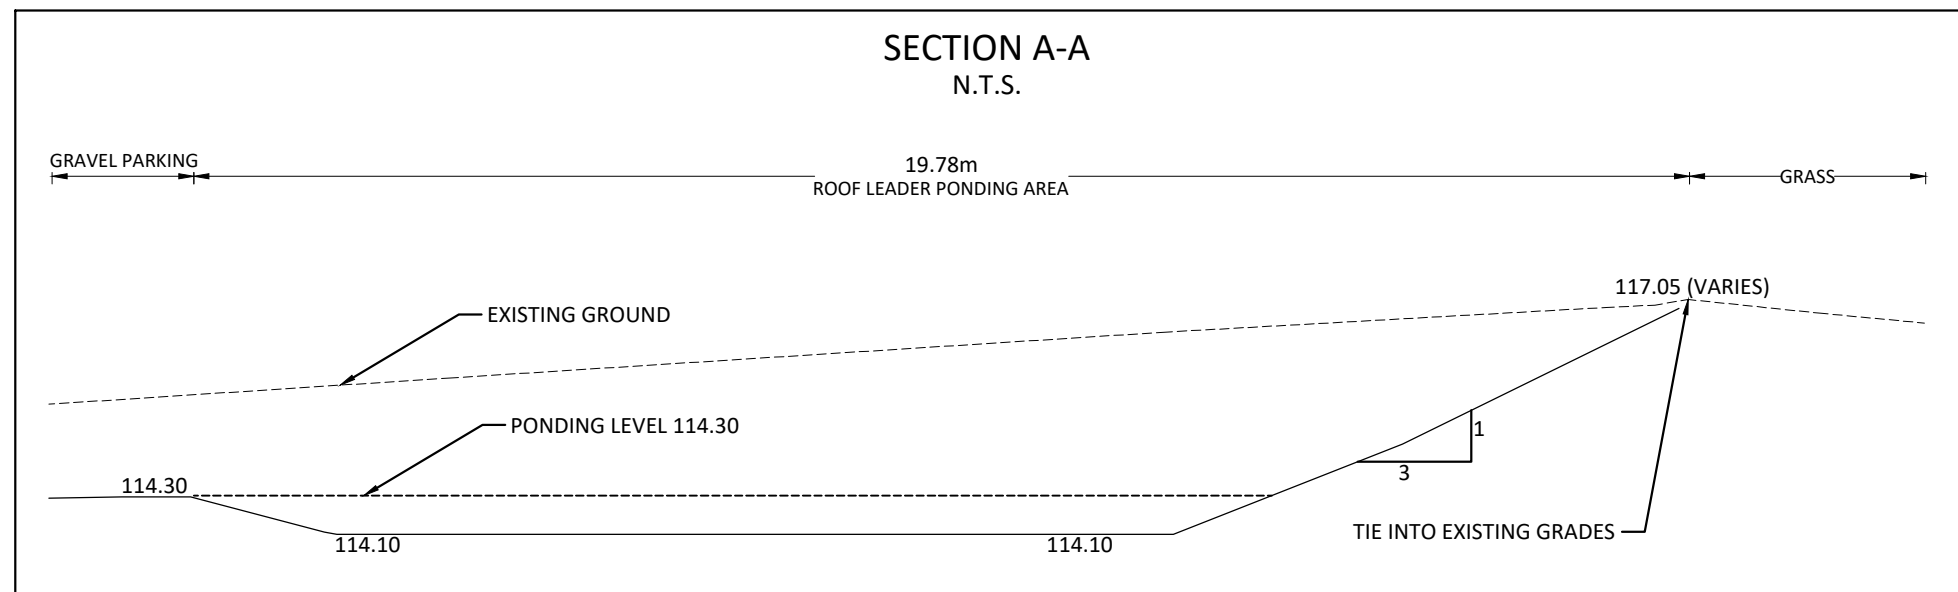 SECTION A-A
N.T.S.
GRAVEL PARKING
19.78m
ROOF LEADER PONDING AREA
GRASS
117.05 (VARIES)
EXISTING GROUND
PONDING LEVEL 114.30
1
3
114.30
TIE INTO EXISTING GRADES
114.10
114.10